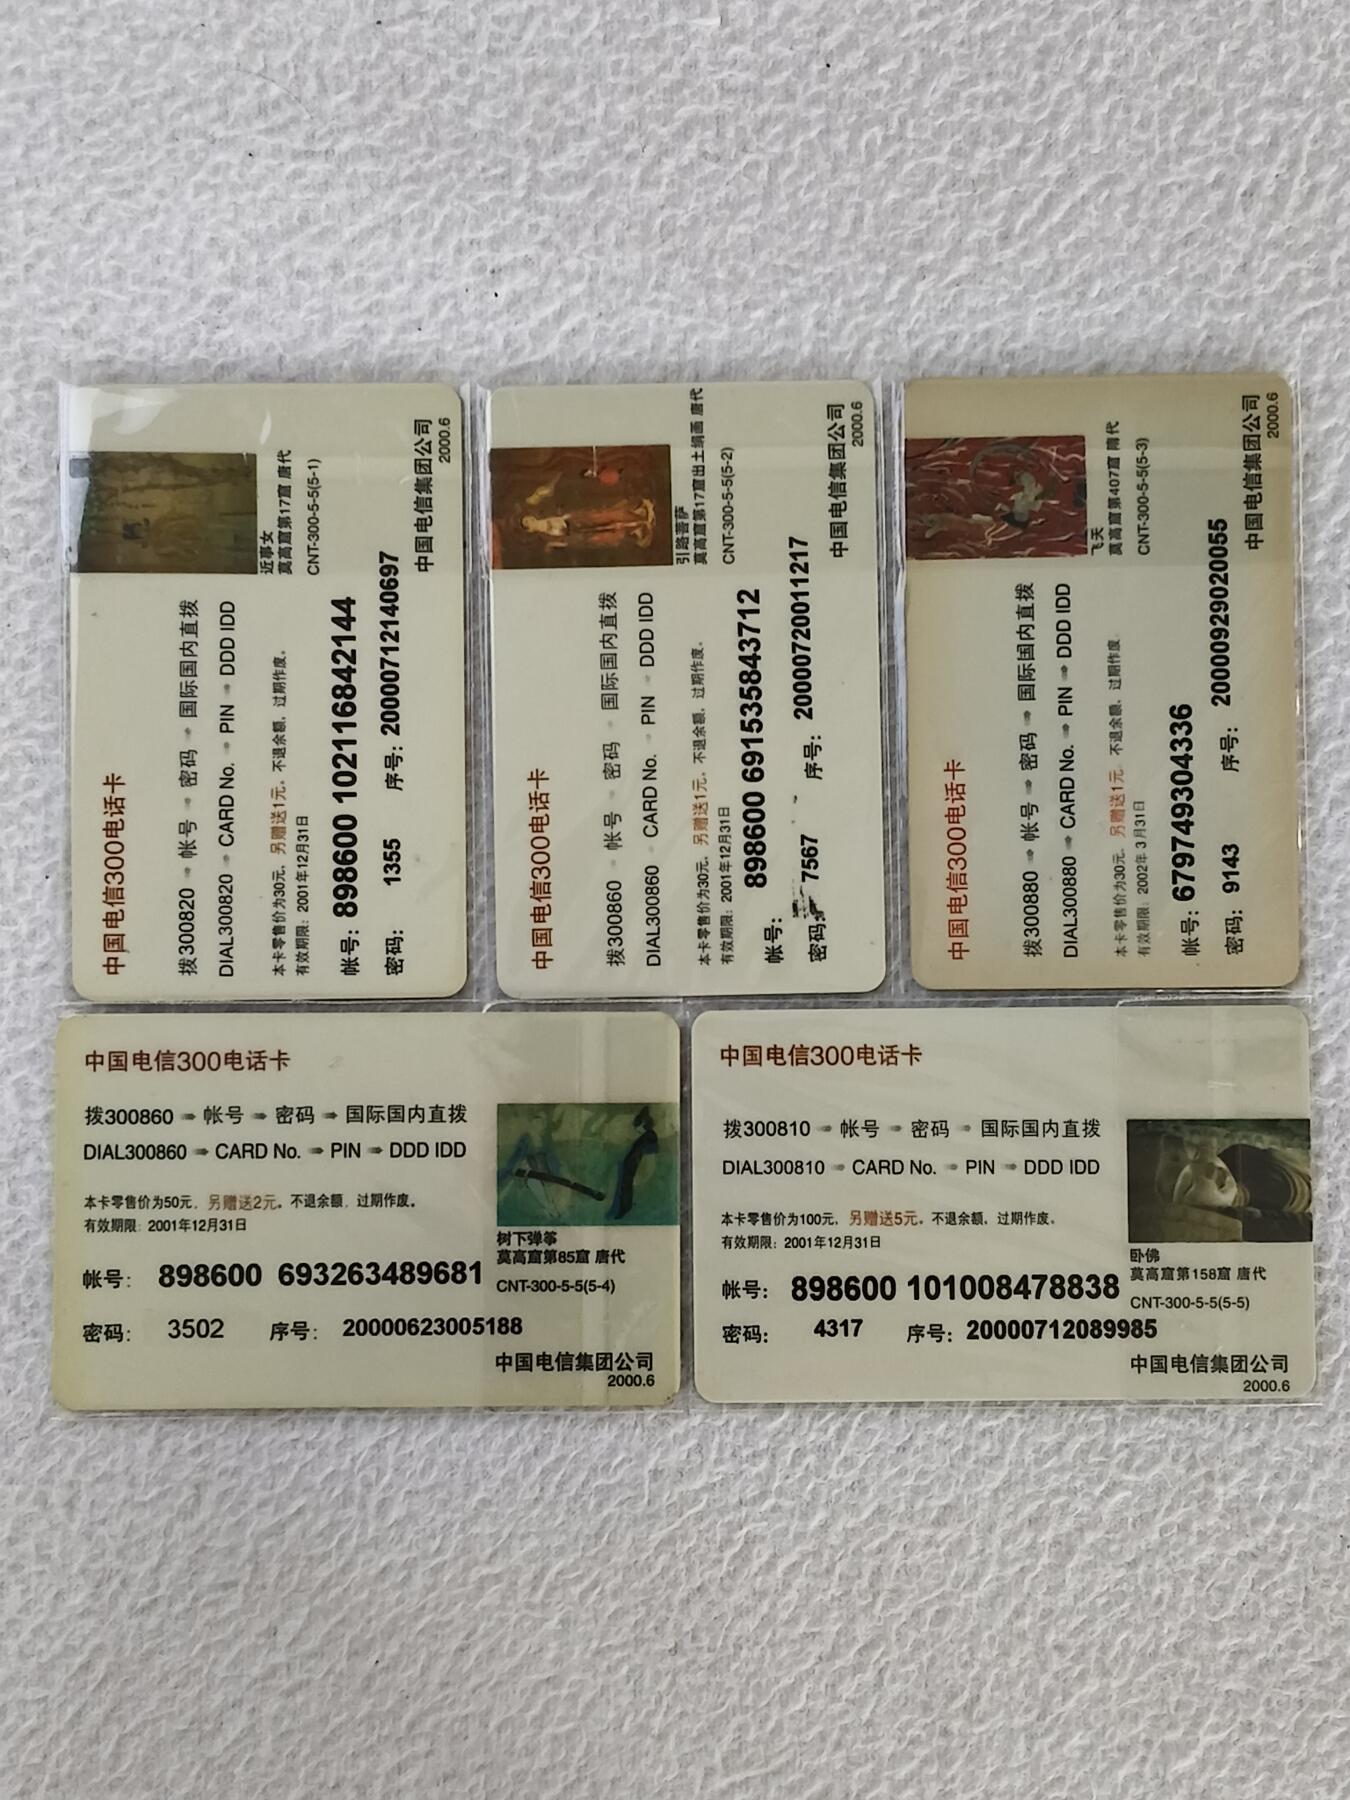 中国电信300电话卡
拨300820 ➡ 帐号 ➡ 密码 ➡ 国际国内直拨
DIAL300820 ➡ CARD No. ➡ PIN ➡ DDD IDD
本卡零售价为30元，另赠送1元。不退余额，过期作废。
有效期限：2001年12月31日
帐号：898600 102116842144
密码：1355 序号：20000712140697
近事女
莫高窟第17窟 唐代
CNT-300-5-5(5-1)
中国电信集团公司
2000.6
中国电信300电话卡
拨300860 ➡ 帐号 ➡ 密码 ➡ 国际国内直拨
DIAL300860 ➡ CARD No. ➡ PIN ➡ DDD IDD
本卡零售价为30元，另赠送1元。不退余额，过期作废。
有效期限：2001年12月31日
帐号：898600 691535843712
密码：7567 序号：20000720011217
引路菩萨
莫高窟第17窟出土绢画 唐代
CNT-300-5-5(5-2)
中国电信集团公司
2000.6
中国电信300电话卡
拨300880 ➡ 帐号 ➡ 密码 ➡ 国际国内直拨
DIAL300880 ➡ CARD No. ➡ PIN ➡ DDD IDD
本卡零售价为30元，另赠送1元。不退余额，过期作废。
有效期限：2002年3月31日
帐号：679749304336
密码：9143 序号：20000929020055
飞天
莫高窟第407窟 隋代
CNT-300-5-5(5-3)
中国电信集团公司
2000.6
中国电信300电话卡
拨300860 ➡ 帐号 ➡ 密码 ➡ 国际国内直拨
DIAL300860 ➡ CARD No. ➡ PIN ➡ DDD IDD
本卡零售价为50元，另赠送2元。不退余额，过期作废。
有效期限：2001年12月31日
帐号：898600 693263489681
密码：3502 序号：20000623005188
树下弹筝
莫高窟第85窟 唐代
CNT-300-5-5(5-4)
中国电信集团公司
2000.6
中国电信300电话卡
拨300810 ➡ 帐号 ➡ 密码 ➡ 国际国内直拨
DIAL300810 ➡ CARD No. ➡ PIN ➡ DDD IDD
本卡零售价为100元，另赠送5元。不退余额，过期作废。
有效期限：2001年12月31日
帐号：898600 101008478838
密码：4317 序号：20000712089985
卧佛
莫高窟第158窟 唐代
CNT-300-5-5(5-5)
中国电信集团公司
2000.6